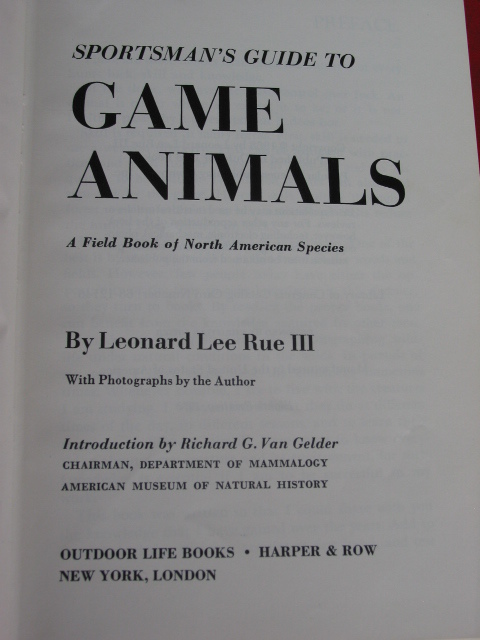 SPORTSMAN'S GUIDE TO
GAME
ANIMALS
A Field Book of North American Species
By Leonard Lee Rue III
With Photographs by the Author
Introduction by Richard G. Van Gelder
CHAIRMAN, DEPARTMENT OF MAMMALOGY
AMERICAN MUSEUM OF NATURAL HISTORY
OUTDOOR LIFE BOOKS • HARPER & ROW
NEW YORK, LONDON